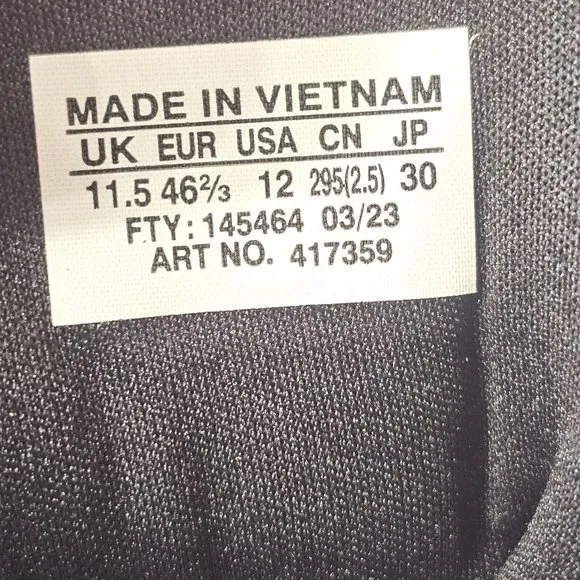 MADE IN VIETNAM
UK EUR USA CN JP
11.5 46⅔ 12 295(2.5) 30
FTY: 145464 03/23
ART NO. 417359